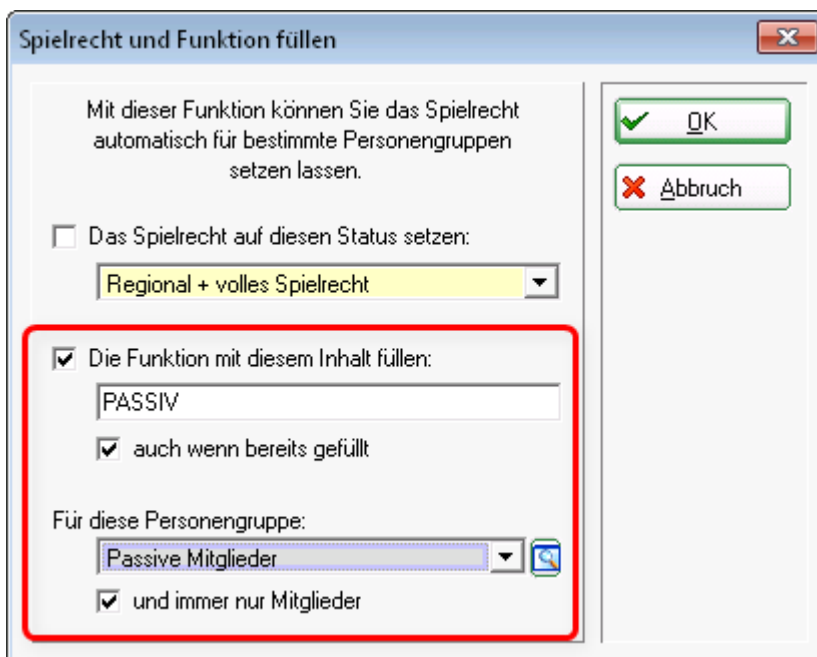 Spielrecht und Funktion füllen
Mit dieser Funktion können Sie das Spielrecht
automatisch für bestimmte Personengruppen
setzen lassen.
Das Spielrecht auf diesen Status setzen:
Regional + volles Spielrecht
Die Funktion mit diesem Inhalt füllen:
PASSIV
auch wenn bereits gefüllt
Für diese Personengruppe:
Passive Mitglieder
und immer nur Mitglieder
OK
Abbruch